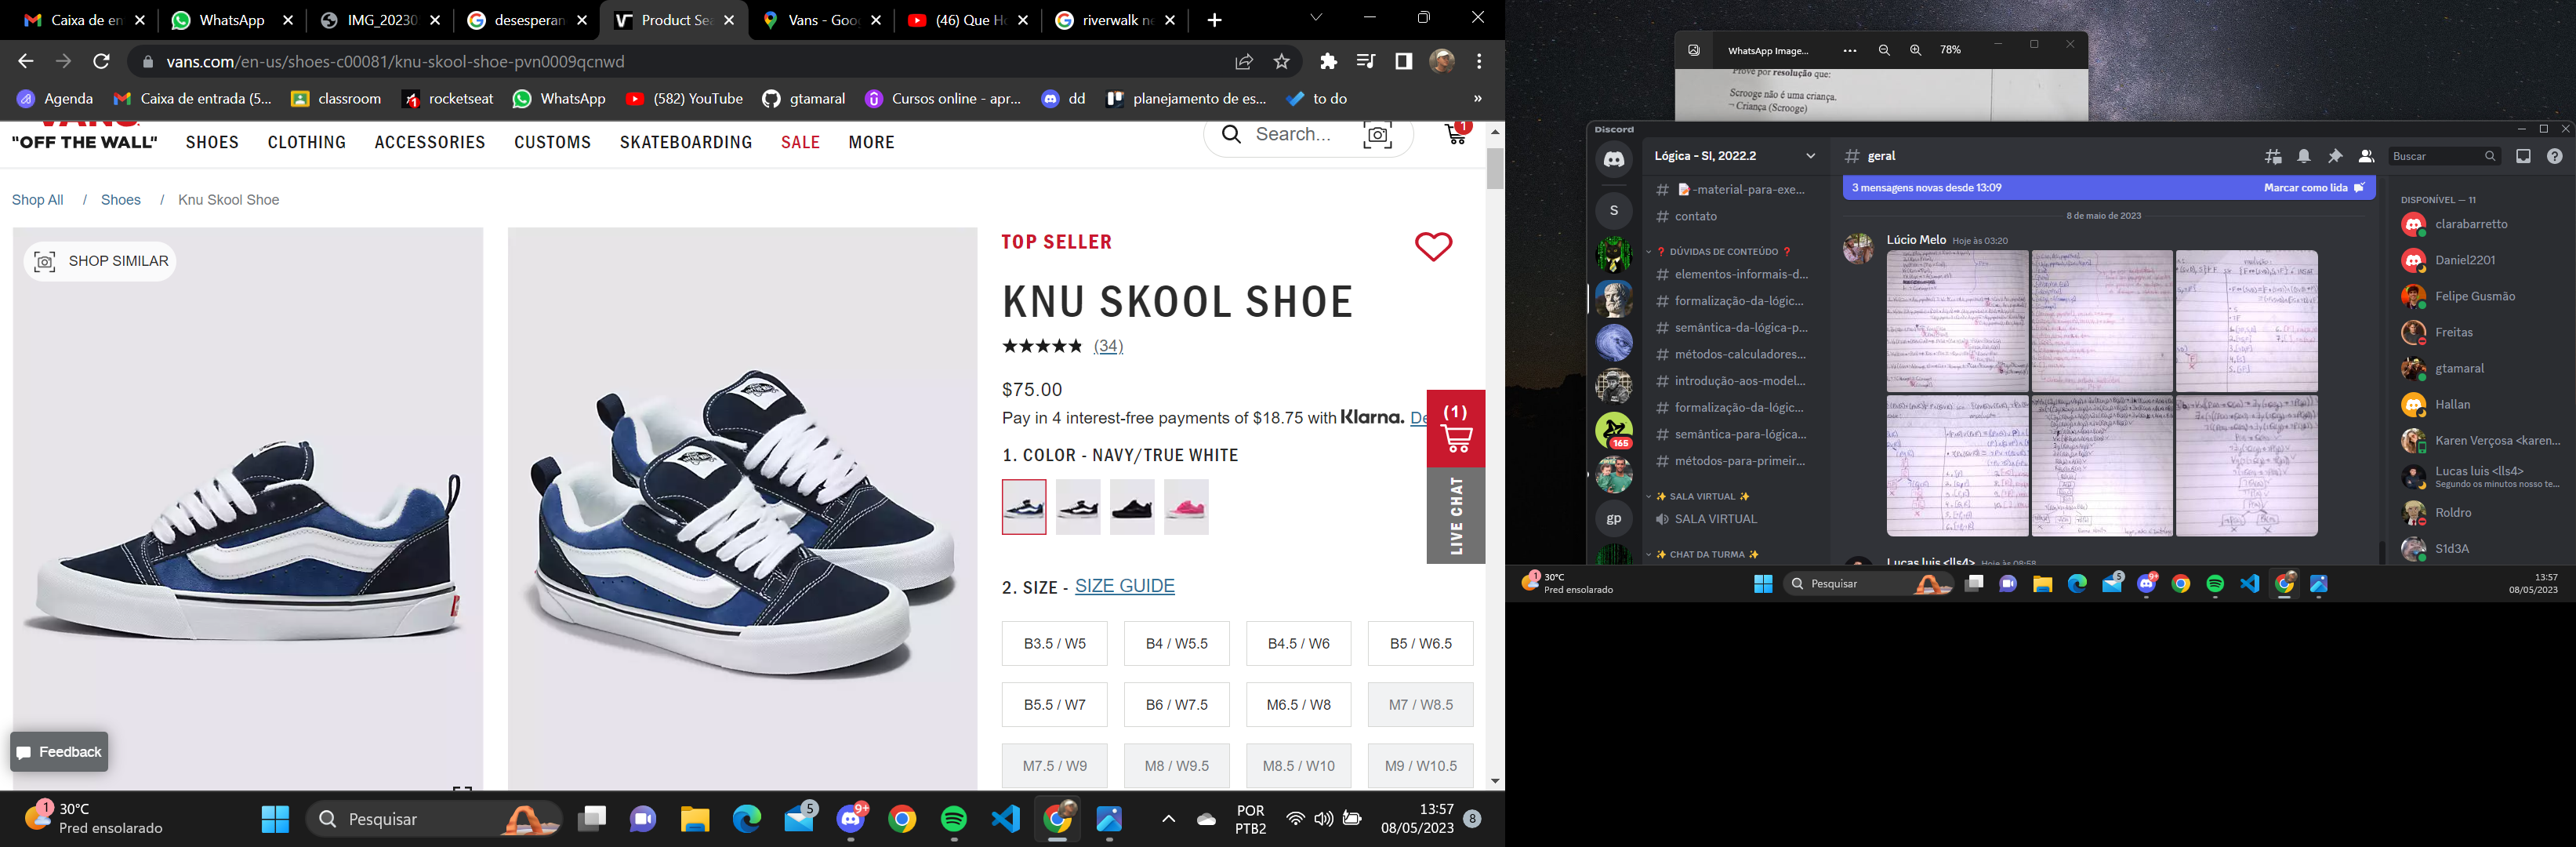 Caixa de en
WhatsApp
IMG_20230
desesperan
Product Sea
Vans - Goo
(46) Que H
riverwalk ne
vans.com/en-us/shoes-c00081/knu-skool-shoe-pvn0009qcnwd
Agenda
Caixa de entrada (5...
classroom
rocketseat
WhatsApp
(582) YouTube
gtamaral
Cursos online - apr...
dd
planejamento de es...
to do
»
"OFF THE WALL"
SHOES
CLOTHING
ACCESSORIES
CUSTOMS
SKATEBOARDING
SALE
MORE
Search...
1
Shop All / Shoes / Knu Skool Shoe
SHOP SIMILAR
TOP SELLER
KNU SKOOL SHOE
(34)
$75.00
Pay in 4 interest-free payments of $18.75 with Klarna. De
1. COLOR - NAVY/TRUE WHITE
(1)
LIVE CHAT
2. SIZE - SIZE GUIDE
B3.5 / W5
B4 / W5.5
B4.5 / W6
B5 / W6.5
B5.5 / W7
B6 / W7.5
M6.5 / W8
M7 / W8.5
M7.5 / W9
M8 / W9.5
M8.5 / W10
M9 / W10.5
Feedback
1
30°C
Pred ensolarado
Pesquisar
5
9+
POR
PTB2
13:57
08/05/2023
8
WhatsApp Image...
78%
Prove por resolução que:
Scrooge não é uma criança.
¬ Criança (Scrooge)
Discord
Lógica - SI, 2022.2
-material-para-exe...
contato
DÚVIDAS DE CONTEÚDO
elementos-informais-d...
formalização-da-lógic...
semântica-da-lógica-p...
métodos-calculadores...
introdução-aos-model...
formalização-da-lógic...
semântica-para-lógica...
métodos-para-primeir...
SALA VIRTUAL
SALA VIRTUAL
CHAT DA TURMA
S
165
gp
# geral
Buscar
3 mensagens novas desde 13:09
Marcar como lida
8 de maio de 2023
Lúcio Melo Hoje às 03:20
Lucas luis <lls4> Hoje às 08:58
DISPONÍVEL — 11
clarabarretto
Daniel2201
Felipe Gusmão
Freitas
gtamaral
Hallan
Karen Verçosa <karen...
Lucas luis <lls4>
Segundo os minutos nosso te...
Roldro
S1d3A
1
30°C
Pred ensolarado
Pesquisar
5
9+
13:57
08/05/2023